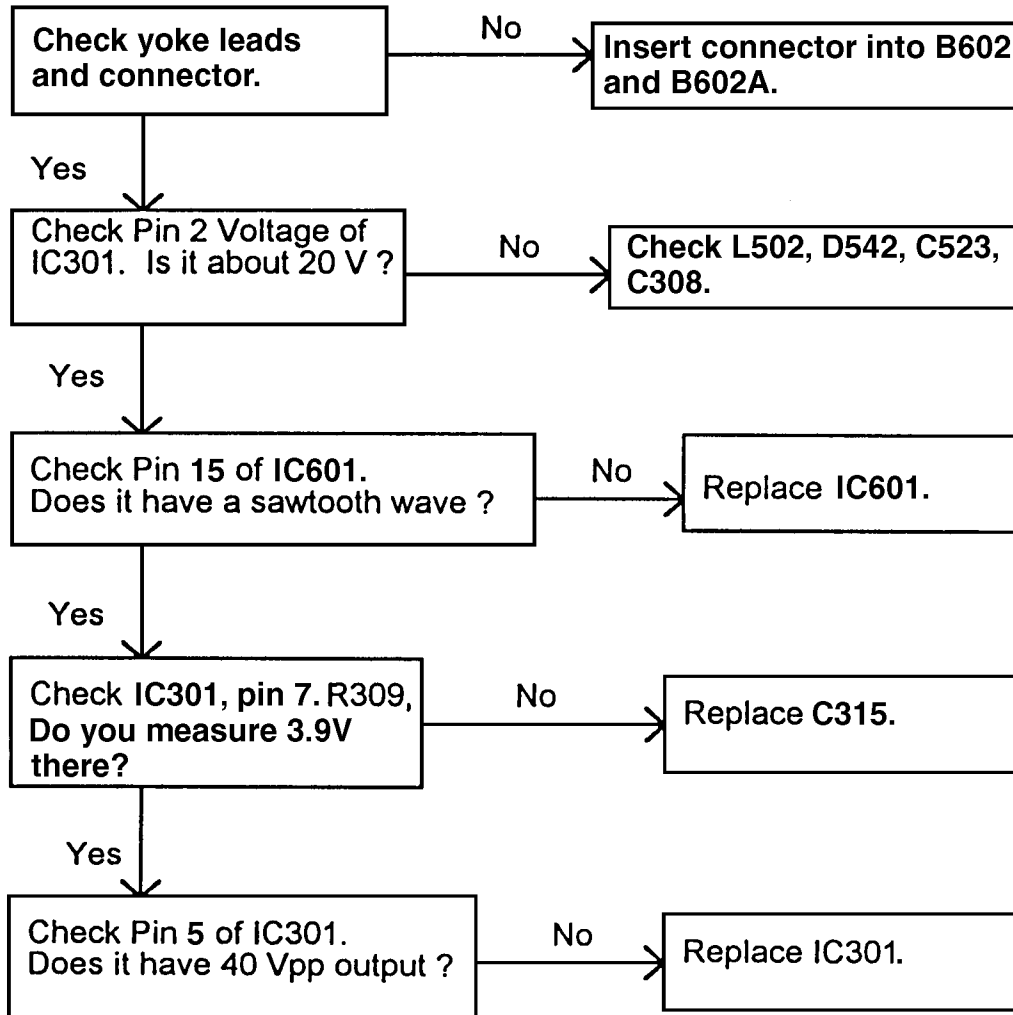 Check yoke leads
and connector.
No
Insert connector into B602
and B602A.
Yes
Check Pin 2 Voltage of
IC301. Is it about 20 V ?
No
Check L502, D542, C523,
C308.
Yes
Check Pin 15 of IC601.
Does it have a sawtooth wave ?
No
Replace IC601.
Yes
Check IC301, pin 7. R309,
Do you measure 3.9V
there?
No
Replace C315.
Yes
Check Pin 5 of IC301.
Does it have 40 Vpp output ?
No
Replace IC301.